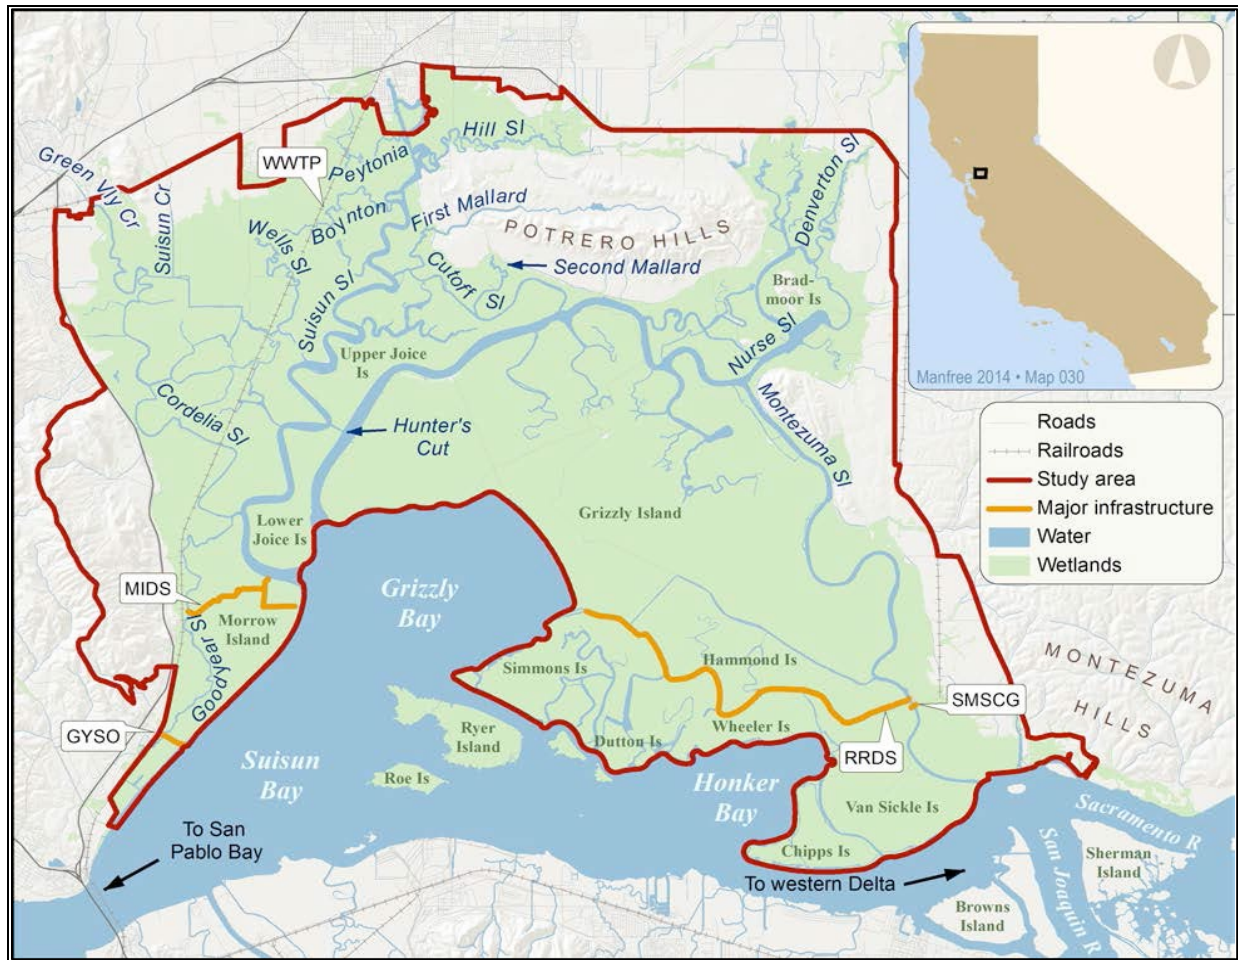 Hill Sl
Green Vly Cr
WWTP
Peytonia
Denverton Sl
Suisun Cr
First Mallard
Boynton
Wells Sl
POTRERO HILLS
Cutoff Sl
Second Mallard
Brad-
moor Is
Suisun Sl
Nurse Sl
Upper Joice
Is
Manfree 2014 • Map 030
Montezuma Sl
Cordelia Sl
Hunter's
Cut
Roads
Railroads
Study area
Major infrastructure
Water
Wetlands
Grizzly Island
Lower
Joice Is
MIDS
Grizzly
Bay
Morrow
Island
Goodyear Sl
Simmons Is
Hammond Is
MONTEZUMA
HILLS
SMSCG
GYSO
Ryer
Island
Dutton Is
Wheeler Is
RRDS
Suisun
Bay
Roe Is
Honker
Bay
Van Sickle Is
Sacramento R
To San
Pablo Bay
Chipps Is
San Joaquin R
Sherman
Island
To western Delta
Browns
Island